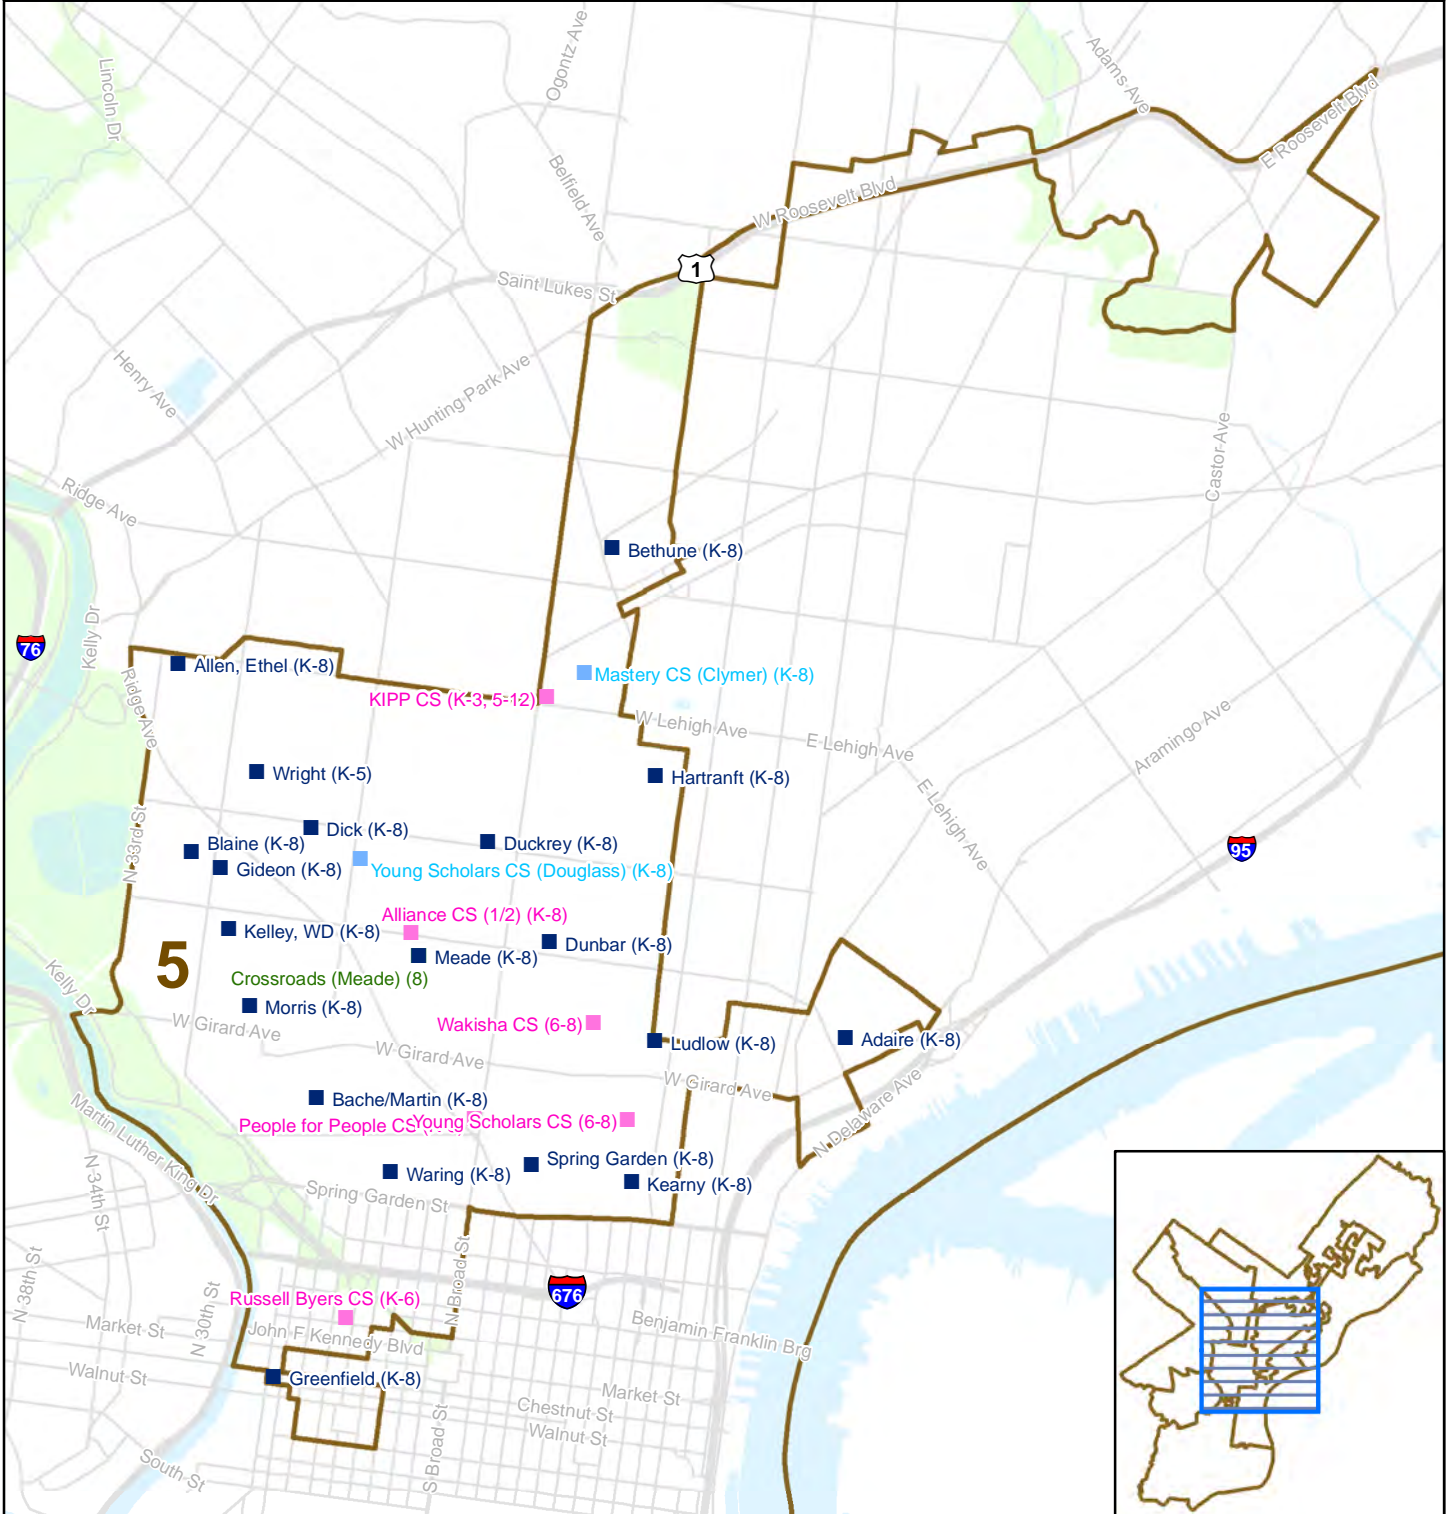 Ogontz Ave
Adams Ave
Lincoln Dr
E Roosevelt Blvd
Belfield Ave
W Roosevelt Blvd
1
Saint Lukes St
Henry Ave
W Hunting Park Ave
Castor Ave
Ridge Ave
Bethune (K-8)
Kelly Dr
76
Allen, Ethel (K-8)
Mastery CS (Clymer) (K-8)
KIPP CS (K-3, 5-12)
Ridge Ave
W Lehigh Ave
E Lehigh Ave
Aramingo Ave
Wright (K-5)
Hartranft (K-8)
E Lehigh Ave
N 33rd St
Dick (K-8)
Blaine (K-8)
Duckrey (K-8)
95
Gideon (K-8)
Young Scholars CS (Douglass) (K-8)
Alliance CS (1/2) (K-8)
Kelley, WD (K-8)
Dunbar (K-8)
5
Meade (K-8)
Crossroads (Meade) (8)
Kelly Dr
Morris (K-8)
W Girard Ave
Wakisha CS (6-8)
Ludlow (K-8)
Adaire (K-8)
W Girard Ave
W Girard Ave
N Delaware Ave
Bache/Martin (K-8)
People for People CS
Young Scholars CS (6-8)
Martin Luther King Dr
Spring Garden (K-8)
Waring (K-8)
Kearny (K-8)
N 34th St
Spring Garden St
N 38th St
N 30th St
N Broad St
676
Russell Byers CS (K-6)
Market St
John F Kennedy Blvd
Benjamin Franklin Brg
Walnut St
Greenfield (K-8)
Market St
Chestnut St
Walnut St
S Broad St
South St